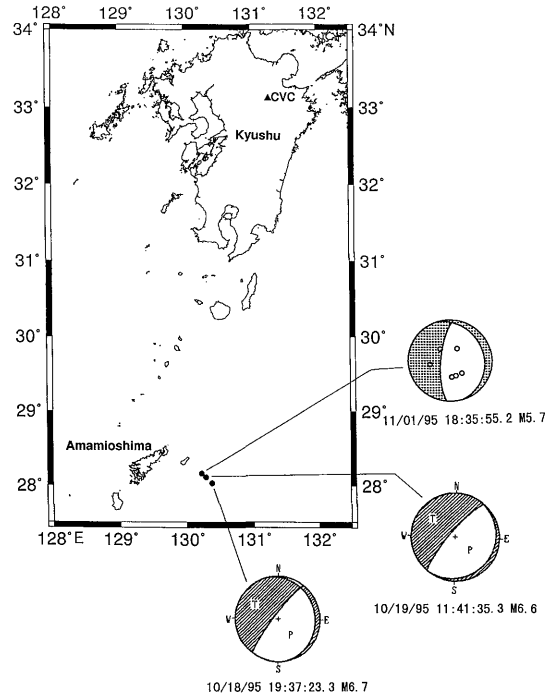 128° 129° 130° 131° 132°
34° 34°N
CVC
33° 33°
Kyushu
32° 32°
31° 31°
30° 30°
11/01/95 18:35:55.2 M5.7
29° 29°
Amamioshima
28° 28°
128°E 129° 130° 131° 132°
N
T
W + E
P
S
10/19/95 11:41:35.3 M6.6
N
T
W + E
P
S
10/18/95 19:37:23.3 M6.7